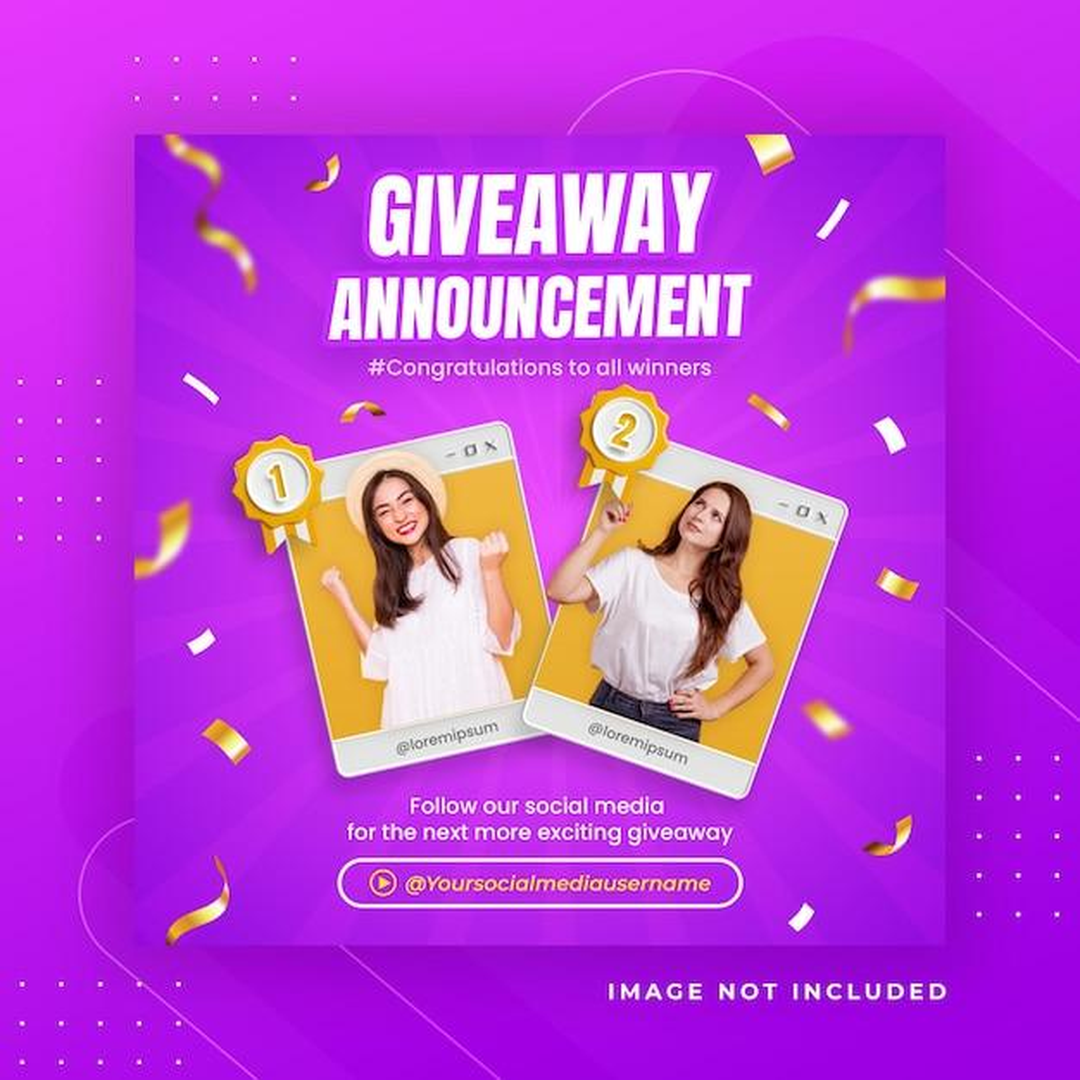 GIVEAWAY
ANNOUNCEMENT
#Congratulations to all winners
1
2
@loremipsum
@loremipsum
Follow our social media
for the next more exciting giveaway
@Yoursocialmediausername
IMAGE NOT INCLUDED